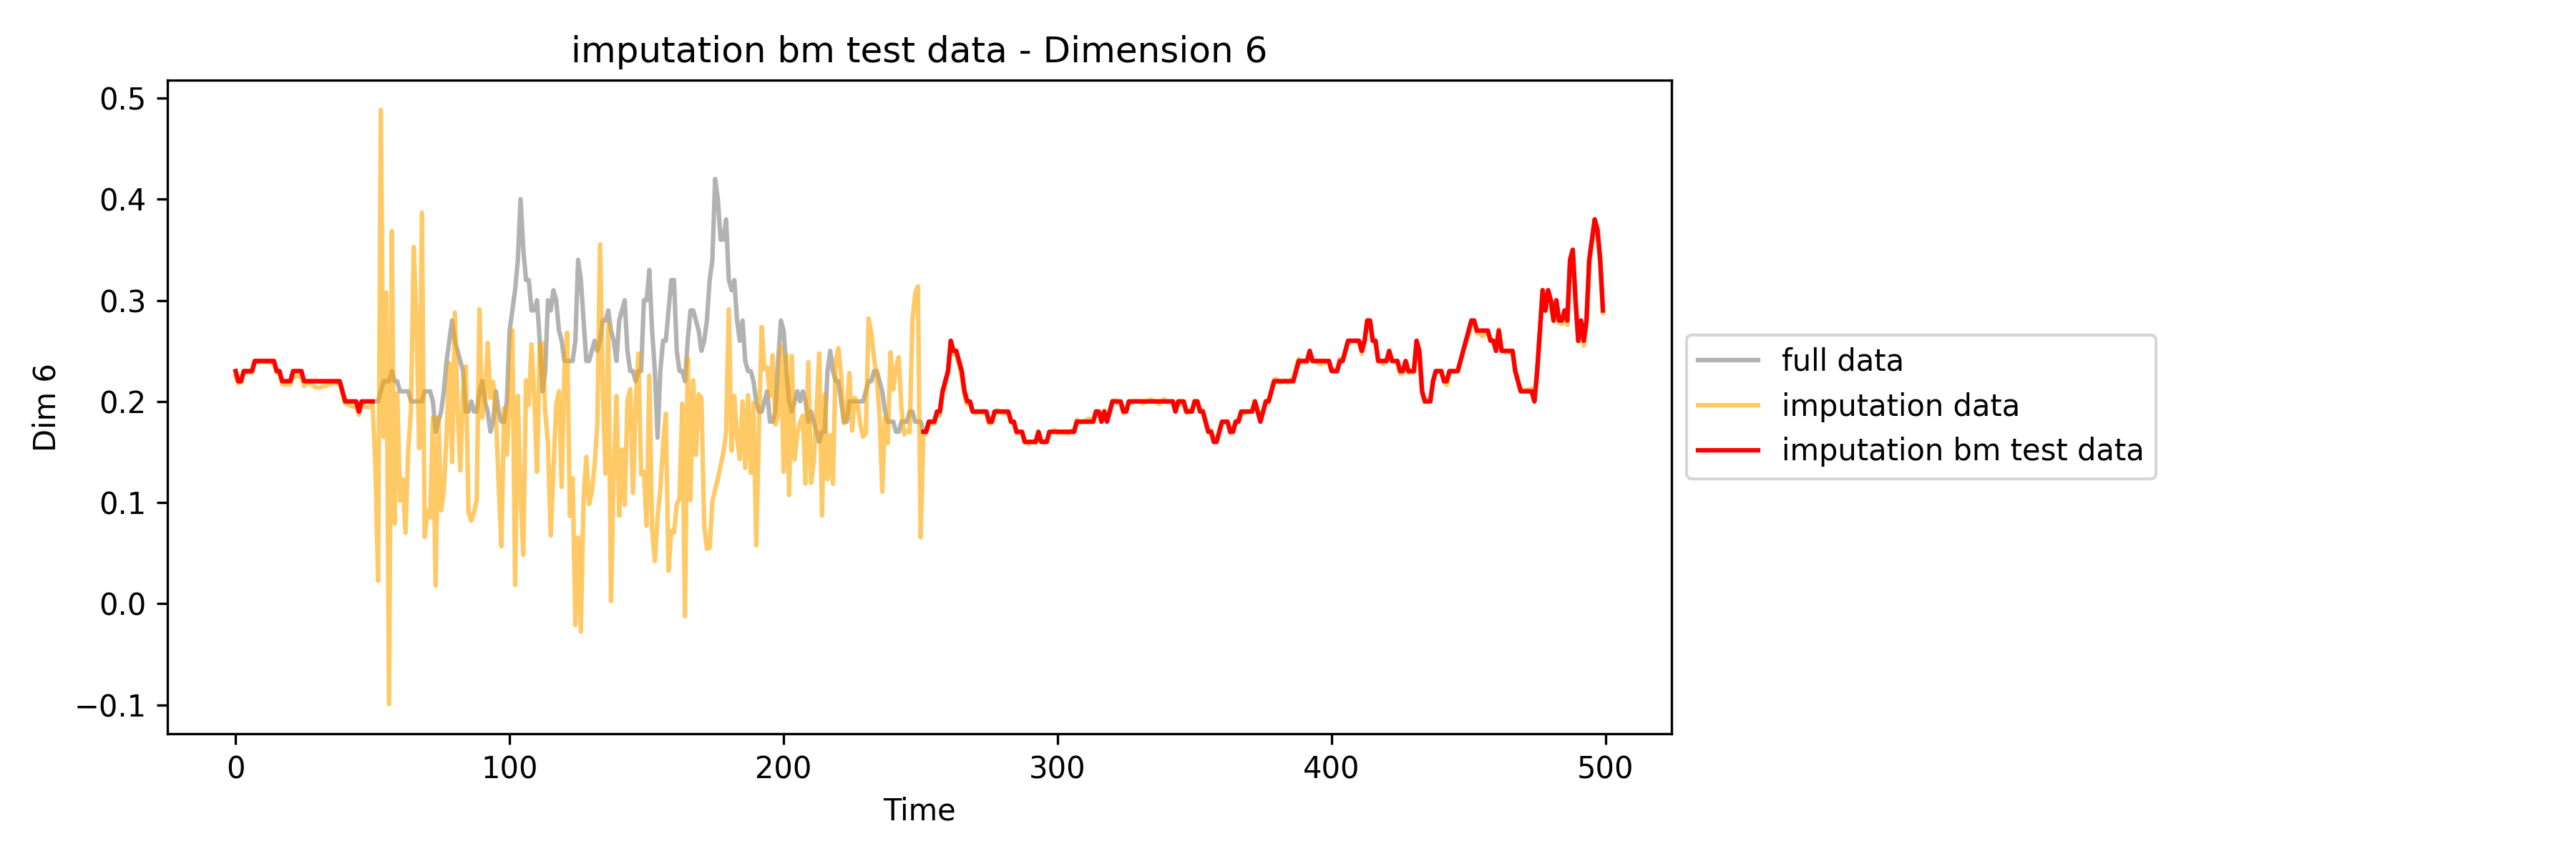 imputation bm test data - Dimension 6
0.5
0.4
0.3
0.2
0.1
0.0
−0.1
Dim 6
0 100 200 300 400 500
Time
full data
imputation data
imputation bm test data